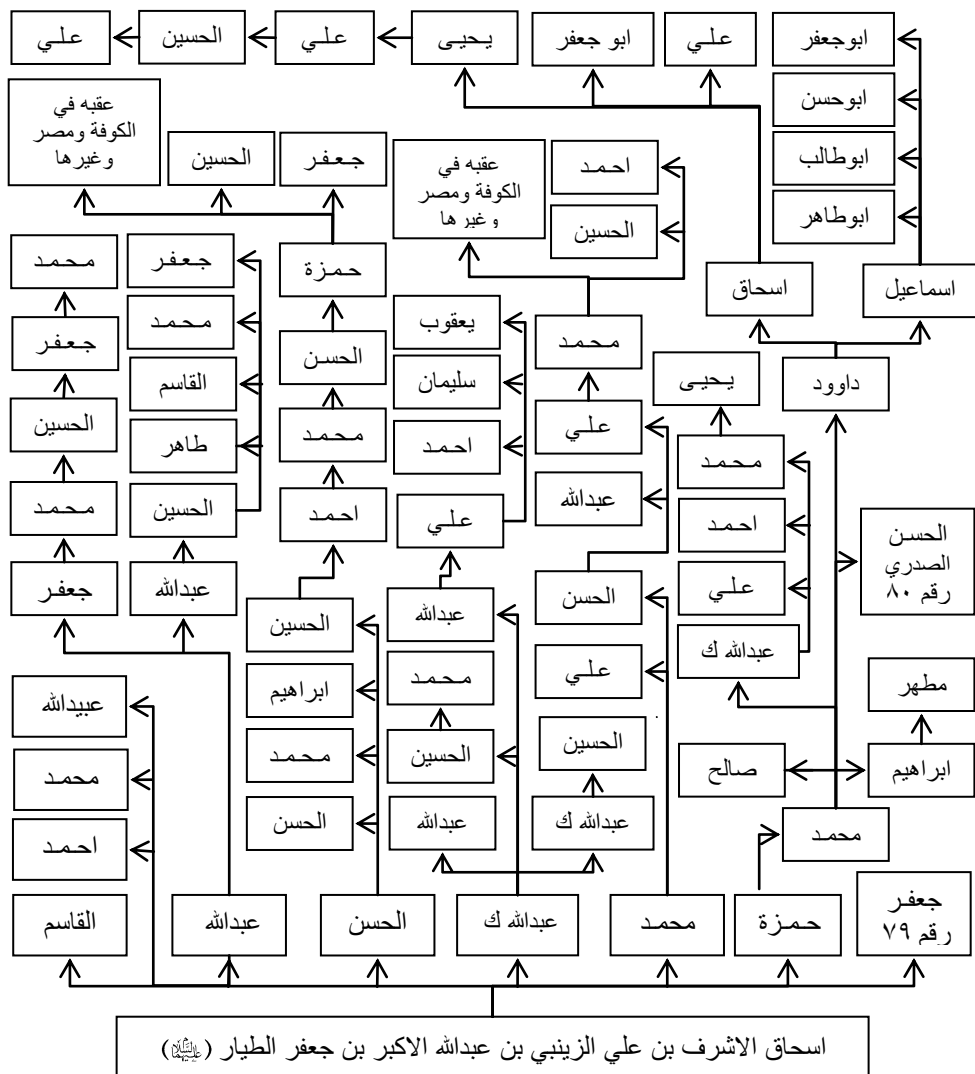 ابوجعفر
علي
ابو جعفر
يحيى
علي
الحسين
علي
ابوحسن
ابوطالب
ابوطاهر
احمد
الحسين
عقبه في
الكوفة ومصر
وغيرها
جعفر
الحسين
عقبه في
الكوفة ومصر
وغيرها
اسماعيل
اسحاق
حمزة
جعفر
محمد
محمد
يعقوب
الحسن
محمد
جعفر
داوود
يحيى
علي
سليمان
محمد
القاسم
الحسين
محمد
عبدالله
احمد
احمد
طاهر
محمد
احمد
علي
الحسين
الحسن
الصدري
رقم ٨٠
علي
الحسن
عبدالله
الحسين
عبدالله
جعفر
عبدالله ك
علي
محمد
ابراهيم
عبيدالله
مطهر
ابراهيم
صالح
الحسين
الحسين
محمد
محمد
محمد
عبدالله ك
عبدالله
الحسن
احمد
جعفر
رقم ٧٩
حمزة
محمد
عبدالله ك
الحسن
عبدالله
القاسم
اسحاق الاشرف بن علي الزينبي بن عبدالله الاكبر بن جعفر الطيار (عليهما السلام)